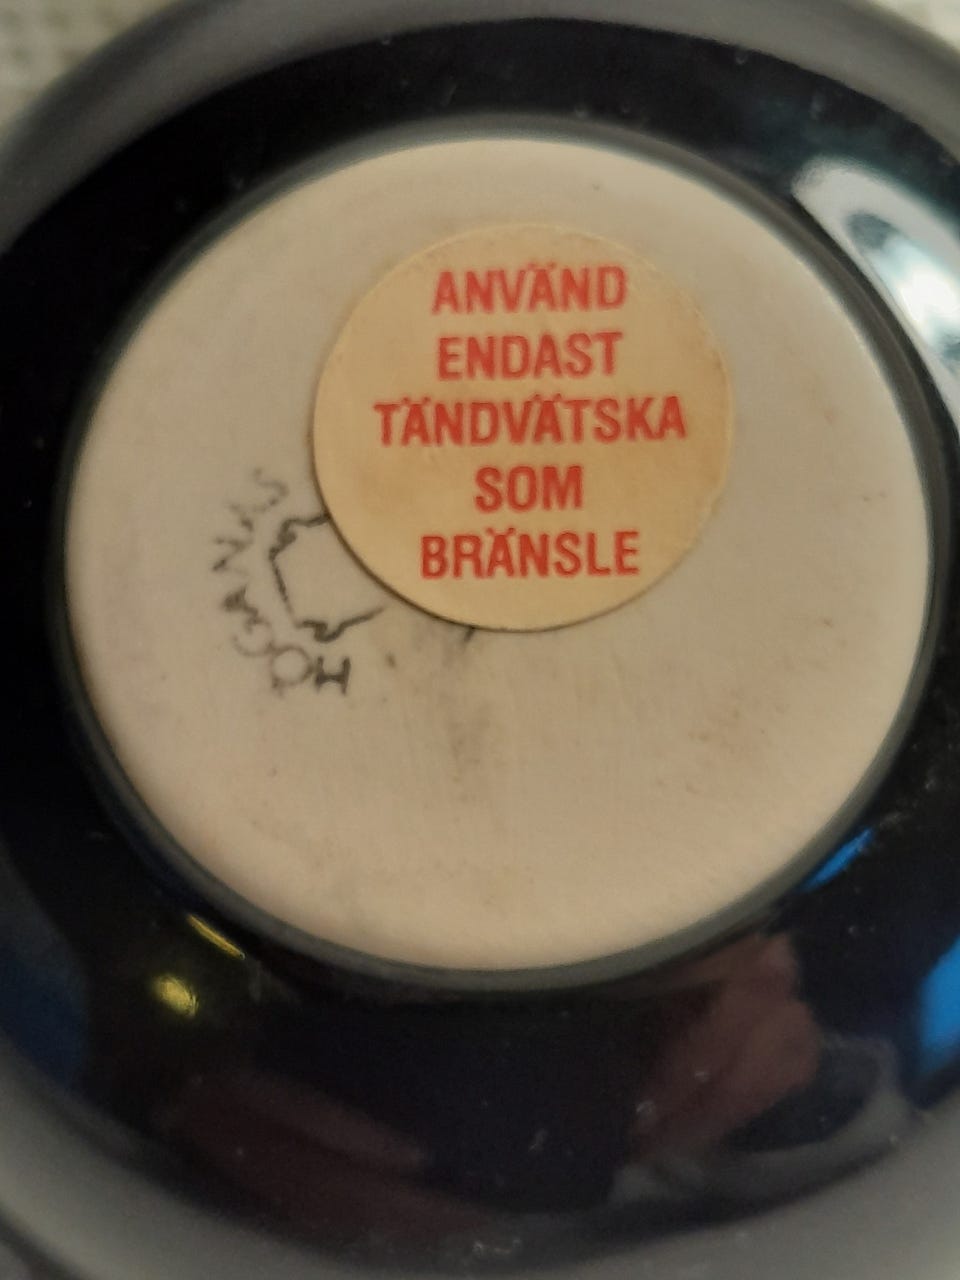 ANVÄND
ENDAST
TÄNDVÄTSKA
SOM
BRÄNSLE
HÖGANÄS